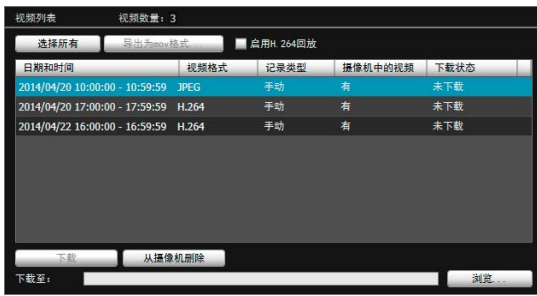 视频列表 视频数量：3
选择所有 导出为mov格式... 启用H.264回放
日期和时间 视频格式 记录类型 摄像机中的视频 下载状态
2014/04/20 10:00:00 - 10:59:59 JPEG 手动 有 未下载
2014/04/20 17:00:00 - 17:59:59 H.264 手动 有 未下载
2014/04/22 16:00:00 - 16:59:59 H.264 手动 有 未下载
下载 从摄像机删除
下载至： 浏览...